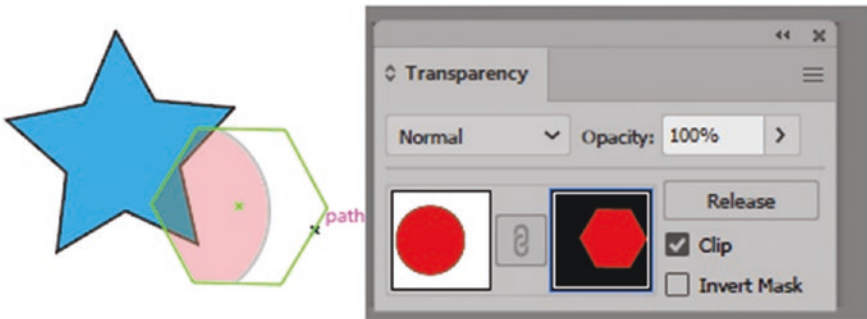 Transparency
Normal Opacity: 100%
Release
Clip
Invert Mask
path